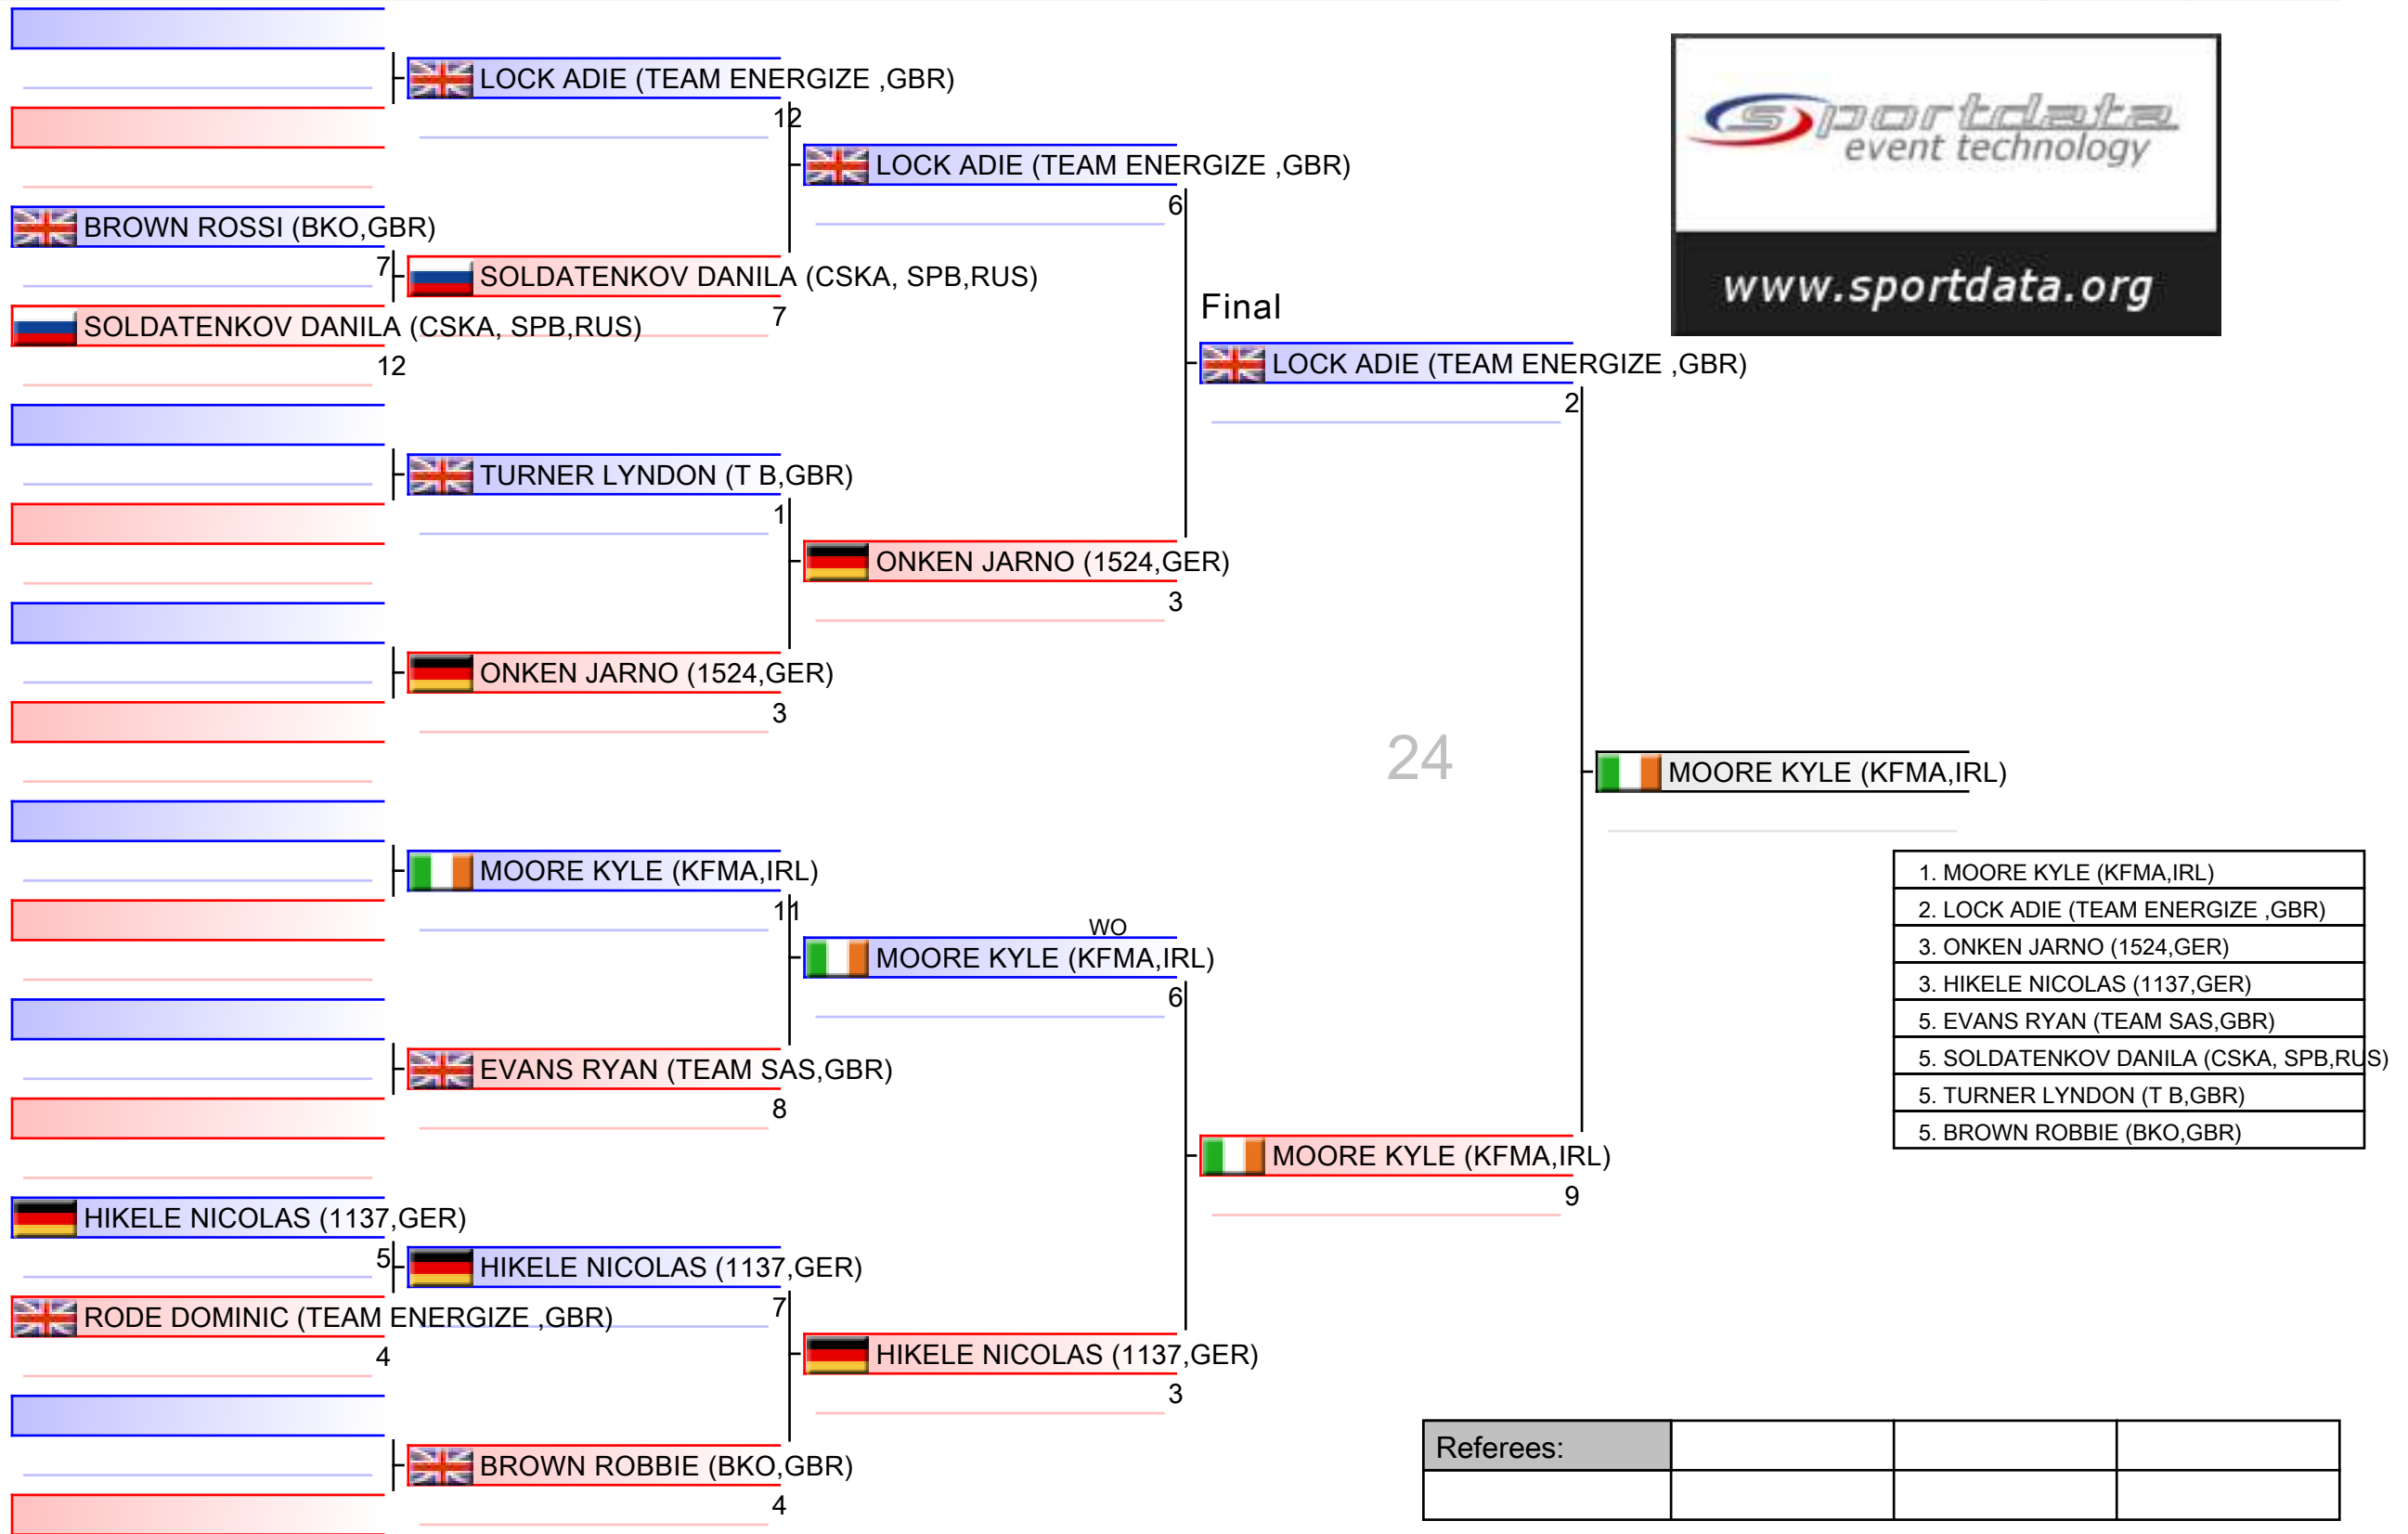 LOCK ADIE (TEAM ENERGIZE ,GBR)
12
BROWN ROSSI (BKO,GBR)
7
SOLDATENKOV DANILA (CSKA, SPB,RUS)
12
SOLDATENKOV DANILA (CSKA, SPB,RUS)
7
LOCK ADIE (TEAM ENERGIZE ,GBR)
6
TURNER LYNDON (T B,GBR)
1
ONKEN JARNO (1524,GER)
3
ONKEN JARNO (1524,GER)
3
Final
LOCK ADIE (TEAM ENERGIZE ,GBR)
2
sportdata
event technology
www.sportdata.org
24
MOORE KYLE (KFMA,IRL)
MOORE KYLE (KFMA,IRL)
11
EVANS RYAN (TEAM SAS,GBR)
8
WO
MOORE KYLE (KFMA,IRL)
6
HIKELE NICOLAS (1137,GER)
5
RODE DOMINIC (TEAM ENERGIZE ,GBR)
4
HIKELE NICOLAS (1137,GER)
7
BROWN ROBBIE (BKO,GBR)
4
HIKELE NICOLAS (1137,GER)
3
MOORE KYLE (KFMA,IRL)
9
1. MOORE KYLE (KFMA,IRL)
2. LOCK ADIE (TEAM ENERGIZE ,GBR)
3. ONKEN JARNO (1524,GER)
3. HIKELE NICOLAS (1137,GER)
5. EVANS RYAN (TEAM SAS,GBR)
5. SOLDATENKOV DANILA (CSKA, SPB,RUS)
5. TURNER LYNDON (T B,GBR)
5. BROWN ROBBIE (BKO,GBR)
Referees: